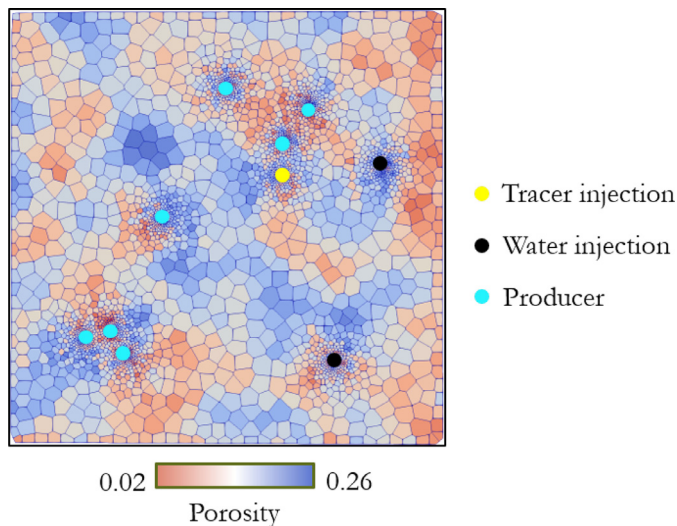 Tracer injection
Water injection
Producer
0.02 0.26
Porosity